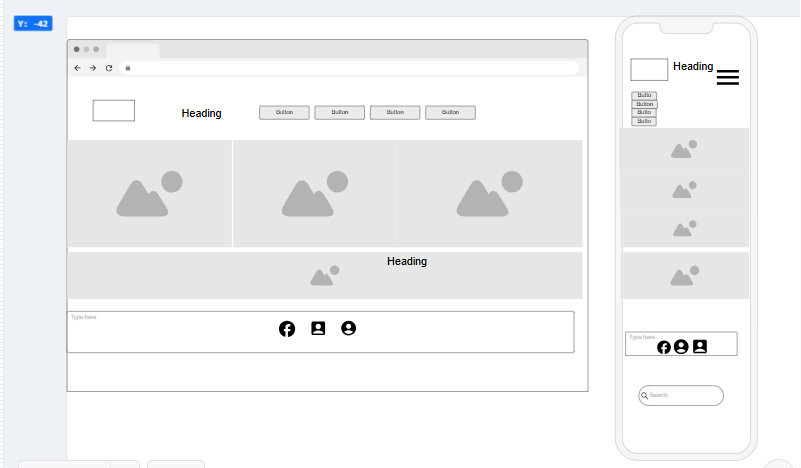 Y: -42
Heading
Button Button Button Button
Heading
Type here
Heading
Butto
Button
Butto
Butto
Type here
Search